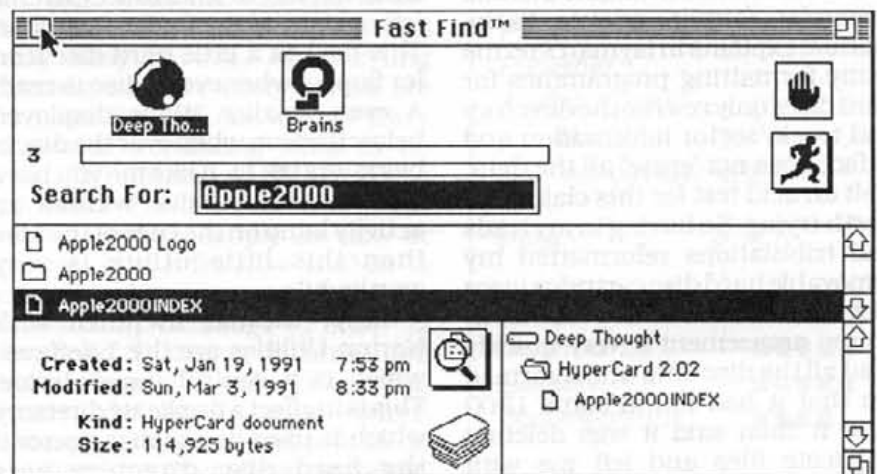 Fast Find™
Deep Tho...
Brains
3
Search For: Apple2000
Apple2000 Logo
Apple2000
Apple2000INDEX
Created: Sat, Jan 19, 1991 7:53 pm
Modified: Sun, Mar 3, 1991 8:33 pm
Kind: HyperCard document
Size: 114,925 bytes
Deep Thought
HyperCard 2.02
Apple2000INDEX